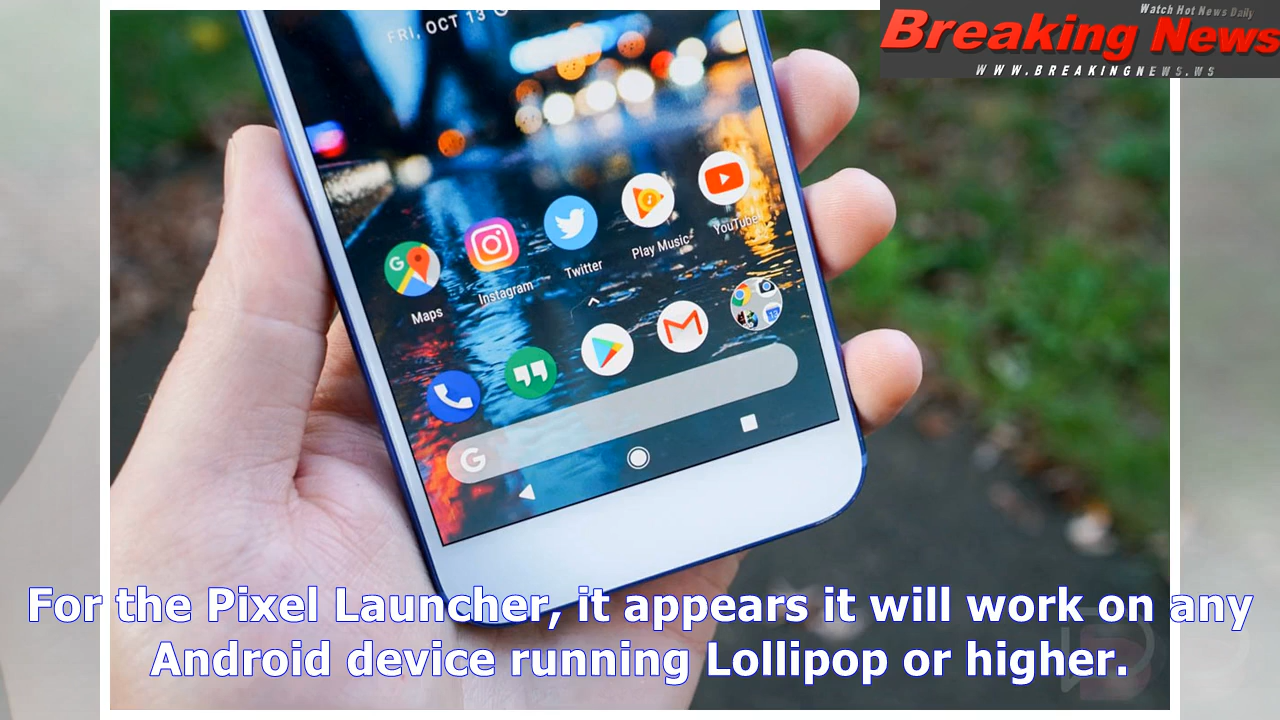 Watch Hot News Daily
Breaking News
WWW.BREAKINGNEWS.WS
FRI, OCT 13
Maps
Instagram
Twitter
Play Music
YouTube
G
For the Pixel Launcher, it appears it will work on any
Android device running Lollipop or higher.